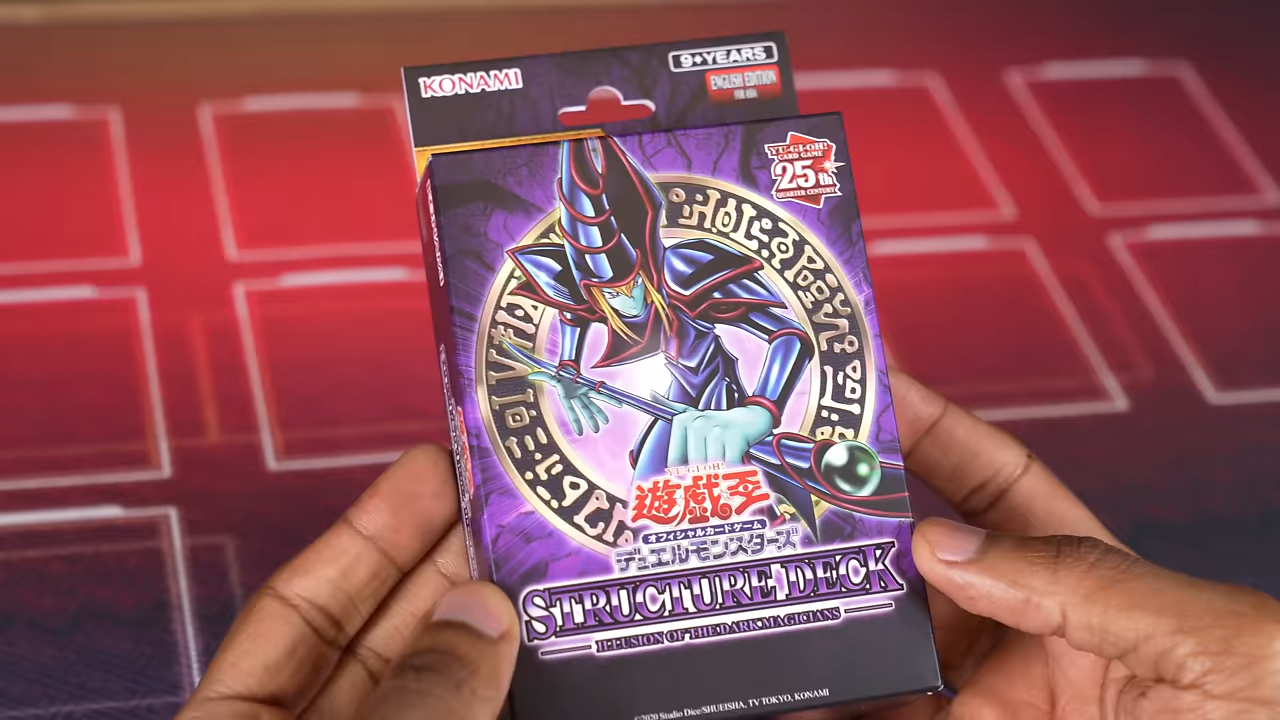 KONAMI
9+YEARS
ENGLISH EDITION
FOR ASIA
YU-GI-OH!
CARD GAME
25th
QUARTER CENTURY
YU-GI-OH!
遊戯王
オフィシャルカードゲーム
デュエルモンスターズ
STRUCTURE DECK
ILLUSION OF THE DARK MAGICIANS
©2020 Studio Dice/SHUEISHA, TV TOKYO, KONAMI